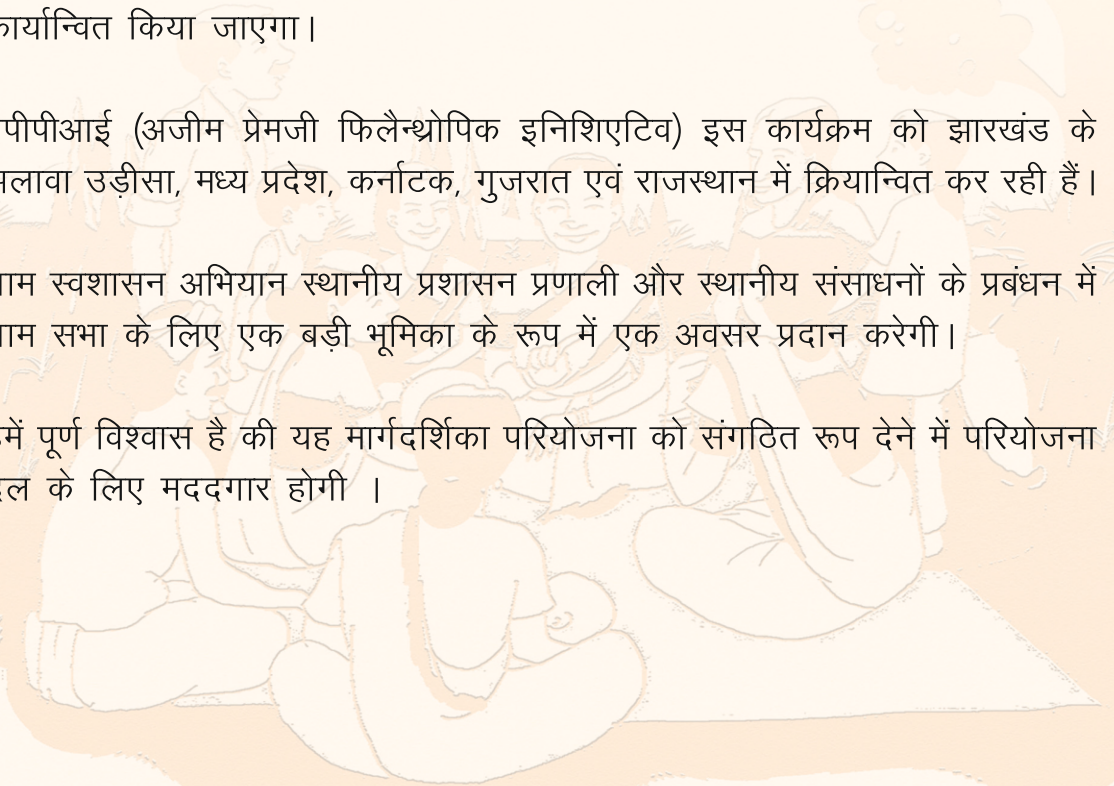 कार्यान्वित किया जाएगा।
पीपीआई (अजीम प्रेमजी फिलैन्थ्रोपिक इनिशिएटिव) इस कार्यक्रम को झारखंड के
अलावा उड़ीसा, मध्य प्रदेश, कर्नाटक, गुजरात एवं राजस्थान में क्रियान्वित कर रही हैं।
स्वशासन अभियान स्थानीय प्रशासन प्रणाली और स्थानीय संसाधनों के प्रबंधन में
सभा के लिए एक बड़ी भूमिका के रूप में एक अवसर प्रदान करेगी।
हमें पूर्ण विश्वास है की यह मार्गदर्शिका परियोजना को संगठित रूप देने में परियोजना
दल के लिए मददगार होगी ।